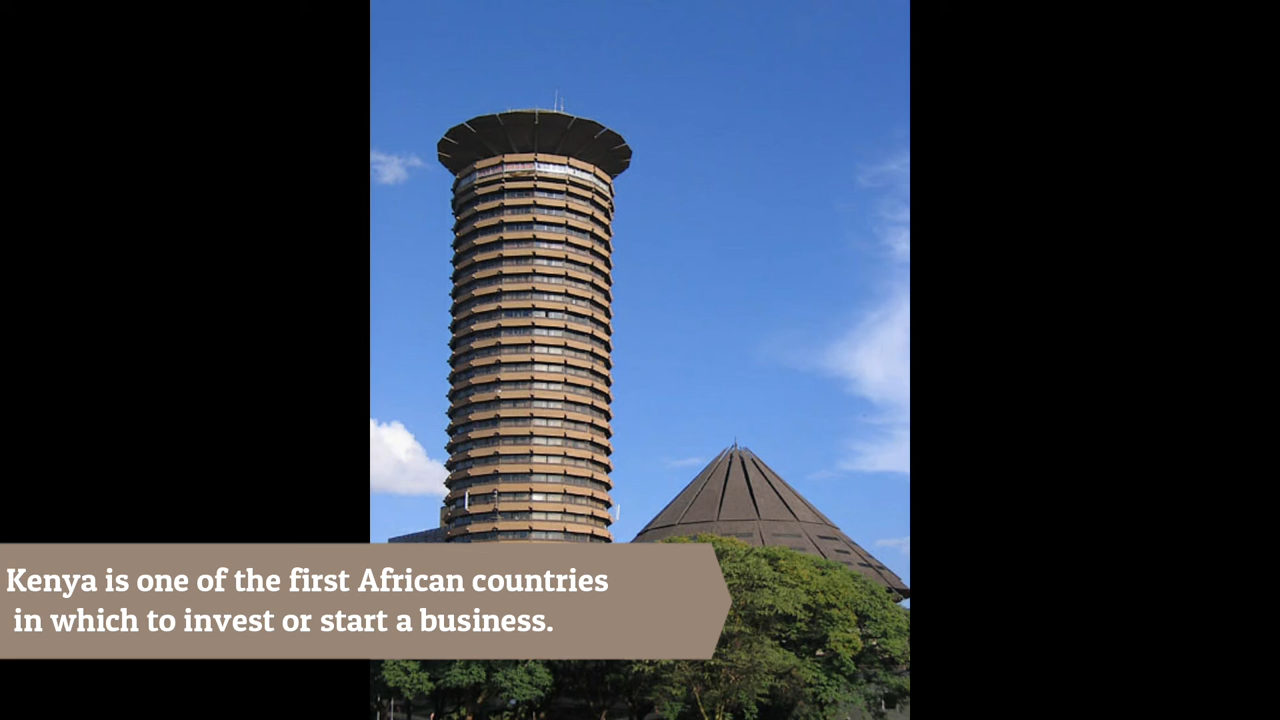 Kenya is one of the first African countries
in which to invest or start a business.